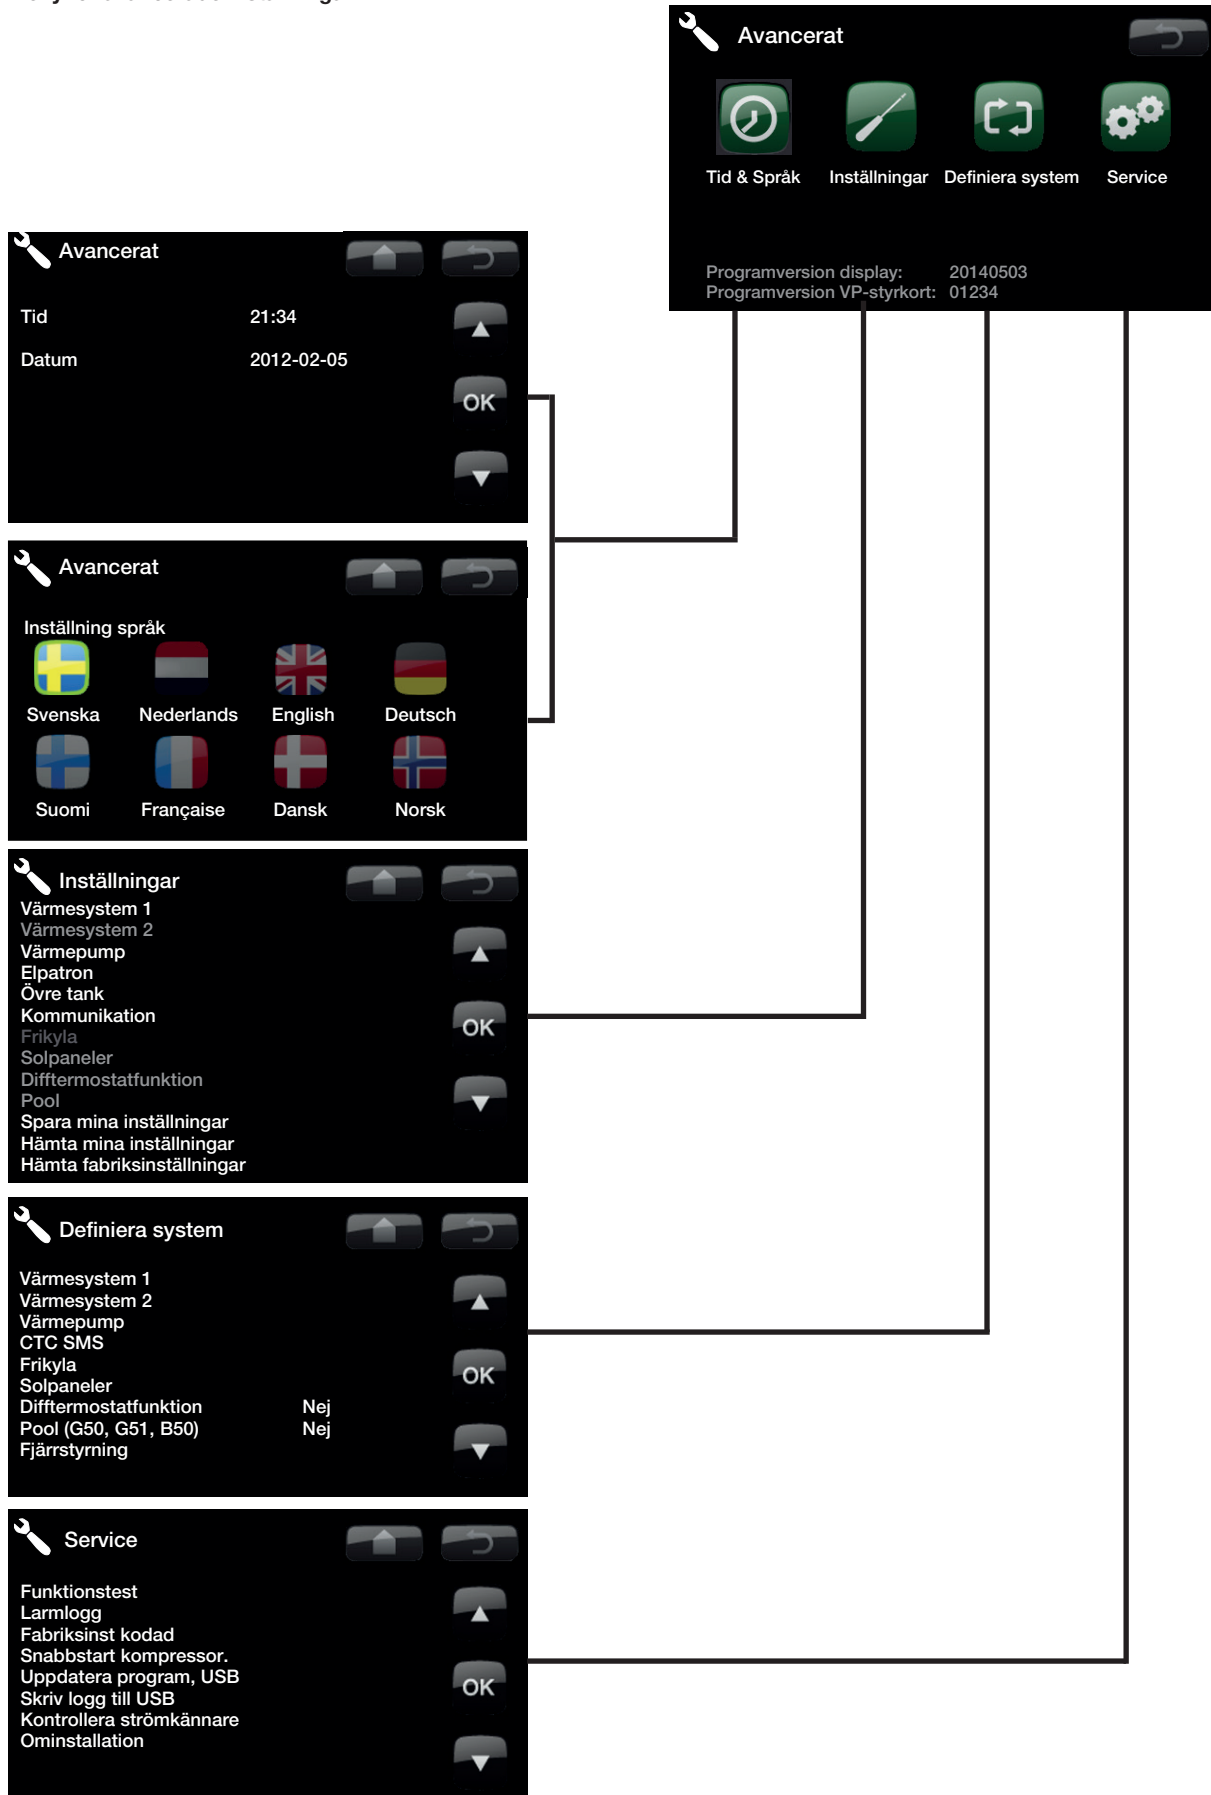 Avancerat
Tid & Språk Inställningar Definiera system Service
Programversion display: 20140503
Programversion VP-styrkort: 01234
Avancerat
Tid 21:34
Datum 2012-02-05
OK
Avancerat
Inställning språk
Svenska Nederlands English Deutsch
Suomi Française Dansk Norsk
Inställningar
Värmesystem 1
Värmesystem 2
Värmepump
Elpatron
Övre tank
Kommunikation
OK
Frikyla
Solpaneler
Difftermostatfunktion
Pool
Spara mina inställningar
Hämta mina inställningar
Hämta fabriksinställningar
Definiera system
Värmesystem 1
Värmesystem 2
Värmepump
CTC SMS
Frikyla
OK
Solpaneler
Difftermostatfunktion Nej
Pool (G50, G51, B50) Nej
Fjärrstyrning
Service
Funktionstest
Larmlogg
Fabriksinst kodad
Snabbstart kompressor.
Uppdatera program, USB
OK
Skriv logg till USB
Kontrollera strömkännare
Ominstallation